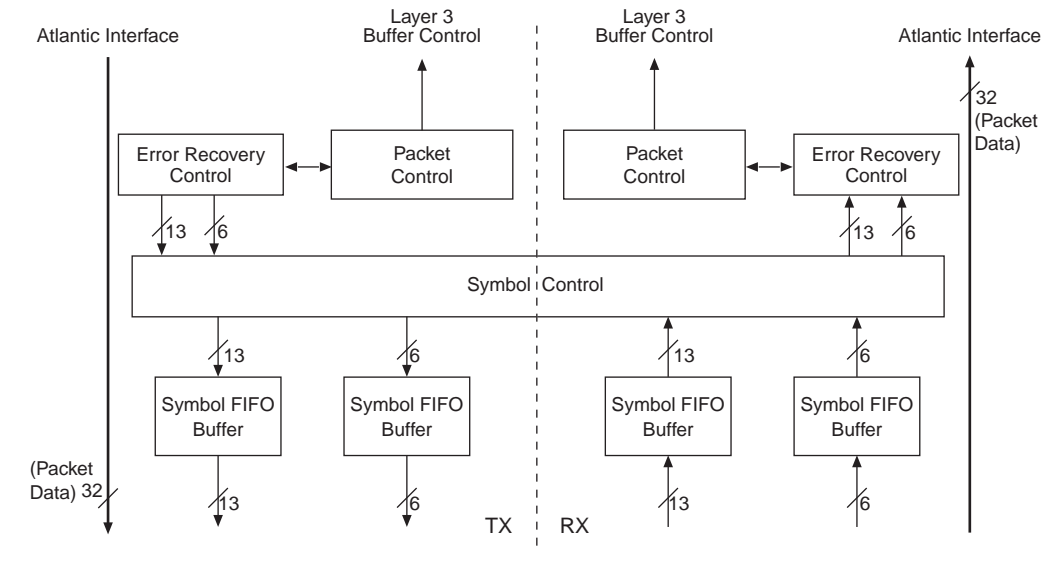 Layer 3
Buffer Control
Layer 3
Buffer Control
Atlantic Interface
Atlantic Interface
32
(Packet
Data)
Error Recovery
Control
Packet
Control
Packet
Control
Error Recovery
Control
13
6
13
6
Symbol Control
13
6
13
6
Symbol FIFO
Buffer
Symbol FIFO
Buffer
Symbol FIFO
Buffer
Symbol FIFO
Buffer
(Packet
Data) 32
13
6
13
6
TX
RX